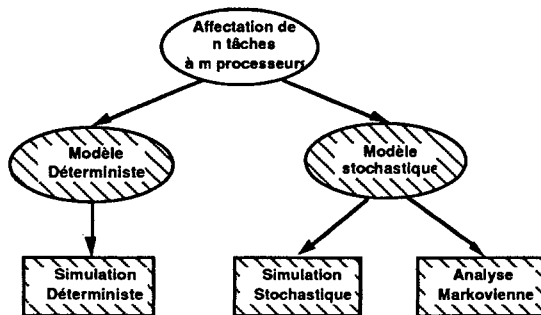 Affectation de
n tâches
à m processeurs
Modèle
Déterministe
Modèle
stochastique
Simulation
Déterministe
Simulation
Stochastique
Analyse
Markovienne